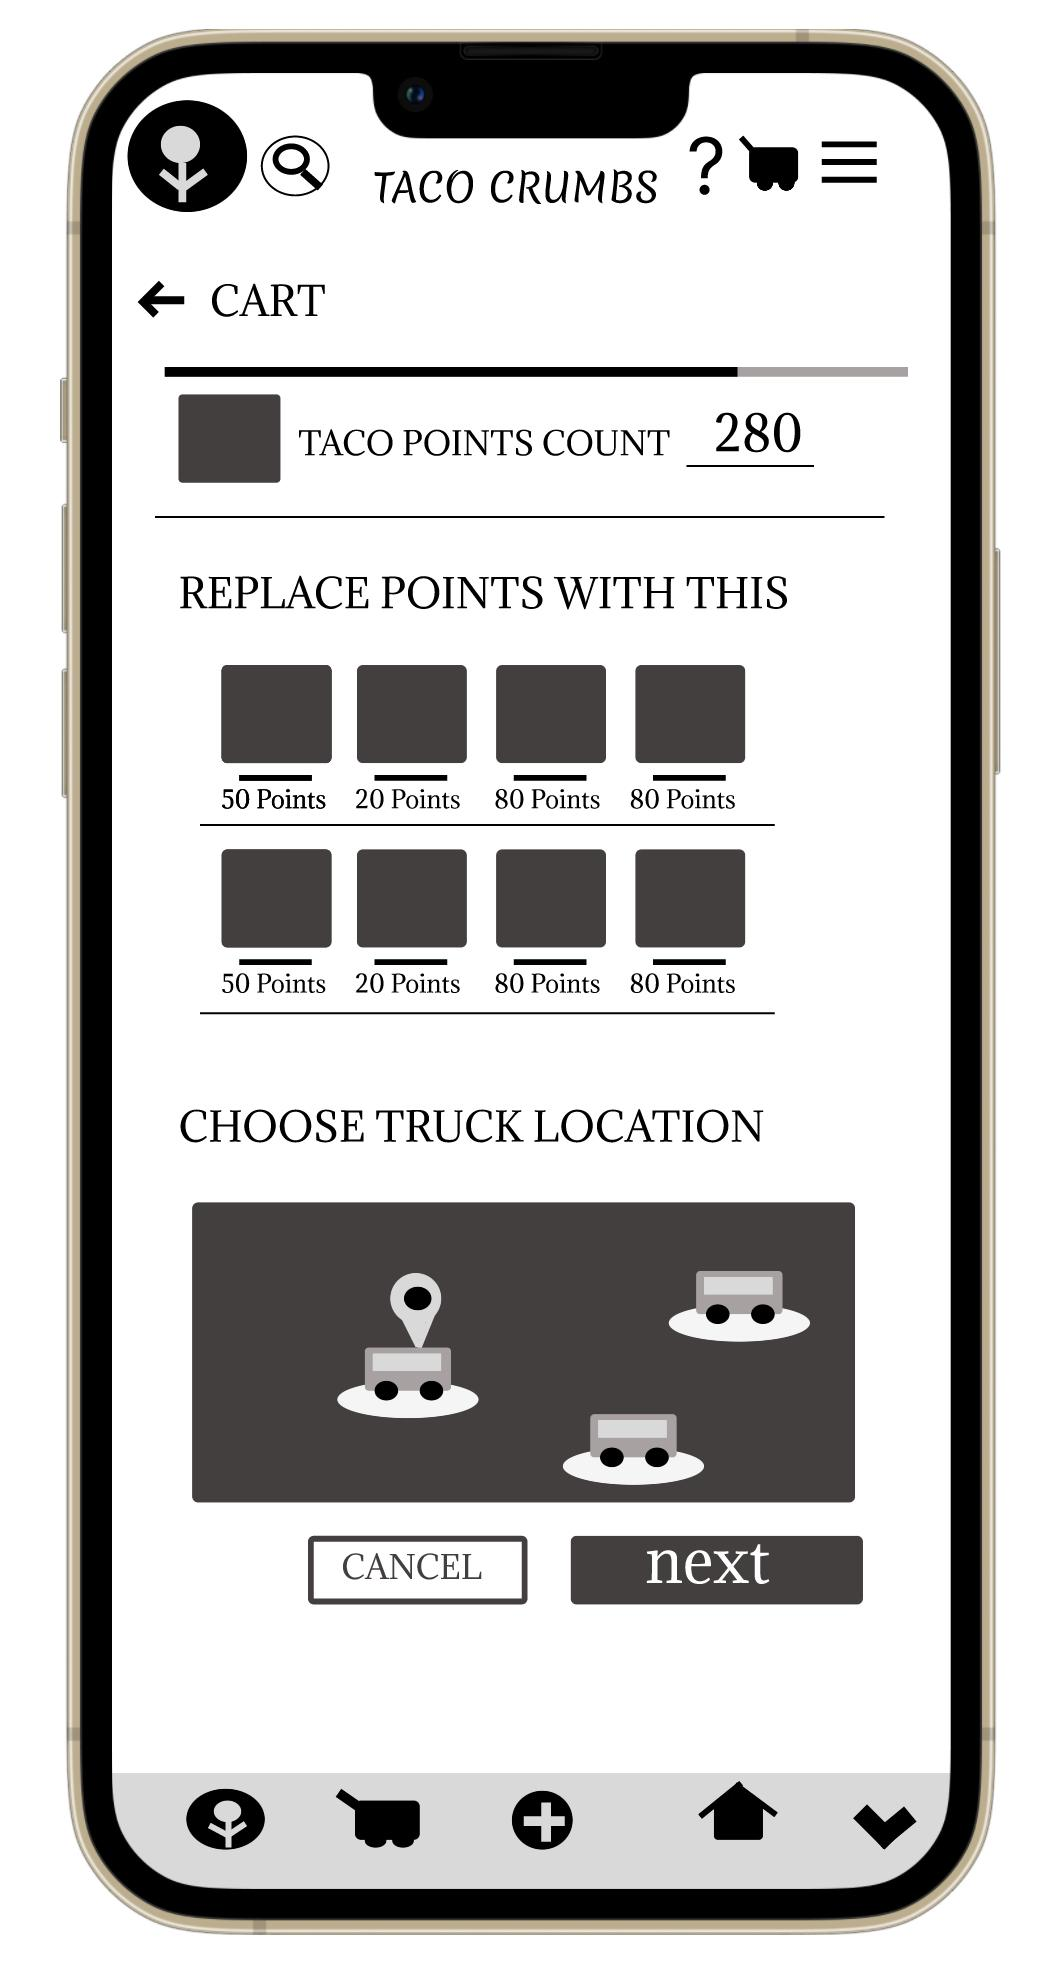 TACO CRUMBS
?
CART
TACO POINTS COUNT 280
REPLACE POINTS WITH THIS
50 Points 20 Points 80 Points 80 Points
50 Points 20 Points 80 Points 80 Points
CHOOSE TRUCK LOCATION
CANCEL next